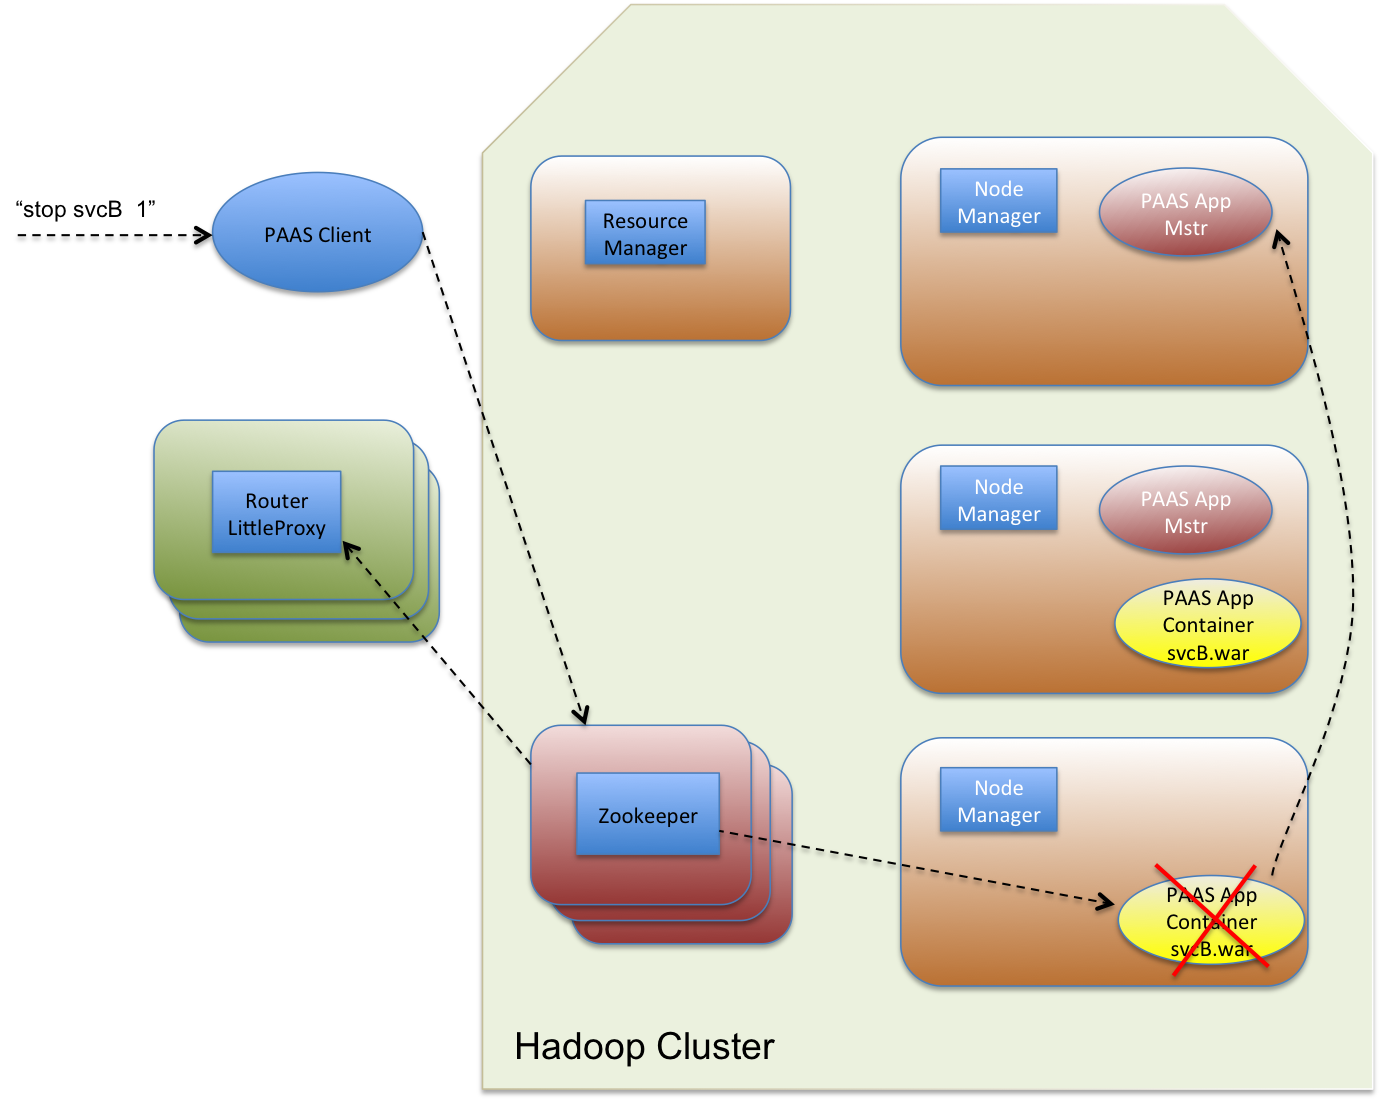 “stop svcB  1”
PAAS Client
Resource
Manager
Node
Manager
PAAS App
Mstr
Router
LittleProxy
Node
Manager
PAAS App
Mstr
PAAS App
Container
svcB.war
Zookeeper
Node
Manager
PAAS App
Container
svcB.war
Hadoop Cluster